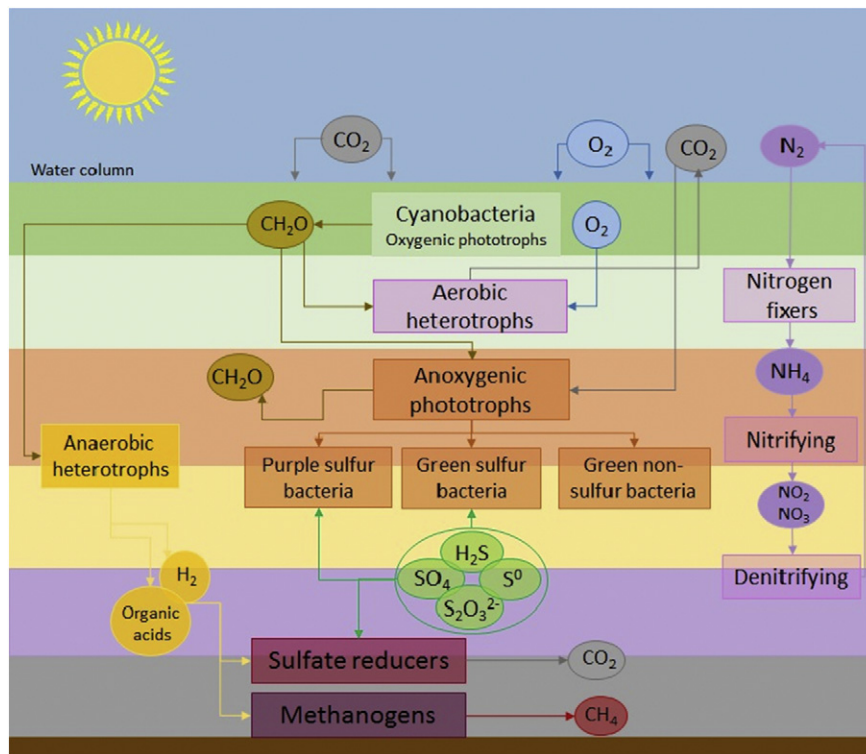 CO₂
O₂
CO₂
N₂
Water column
CH₂O
Cyanobacteria
Oxygenic phototrophs
O₂
Aerobic
heterotrophs
Nitrogen
fixers
CH₂O
Anoxygenic
phototrophs
NH₄
Anaerobic
heterotrophs
Purple sulfur
bacteria
Green sulfur
bacteria
Green non-
sulfur bacteria
Nitrifying
NO₂
NO₃
H₂S
SO₄
S⁰
S₂O₃²⁻
H₂
Organic
acids
Denitrifying
Sulfate reducers
CO₂
Methanogens
CH₄